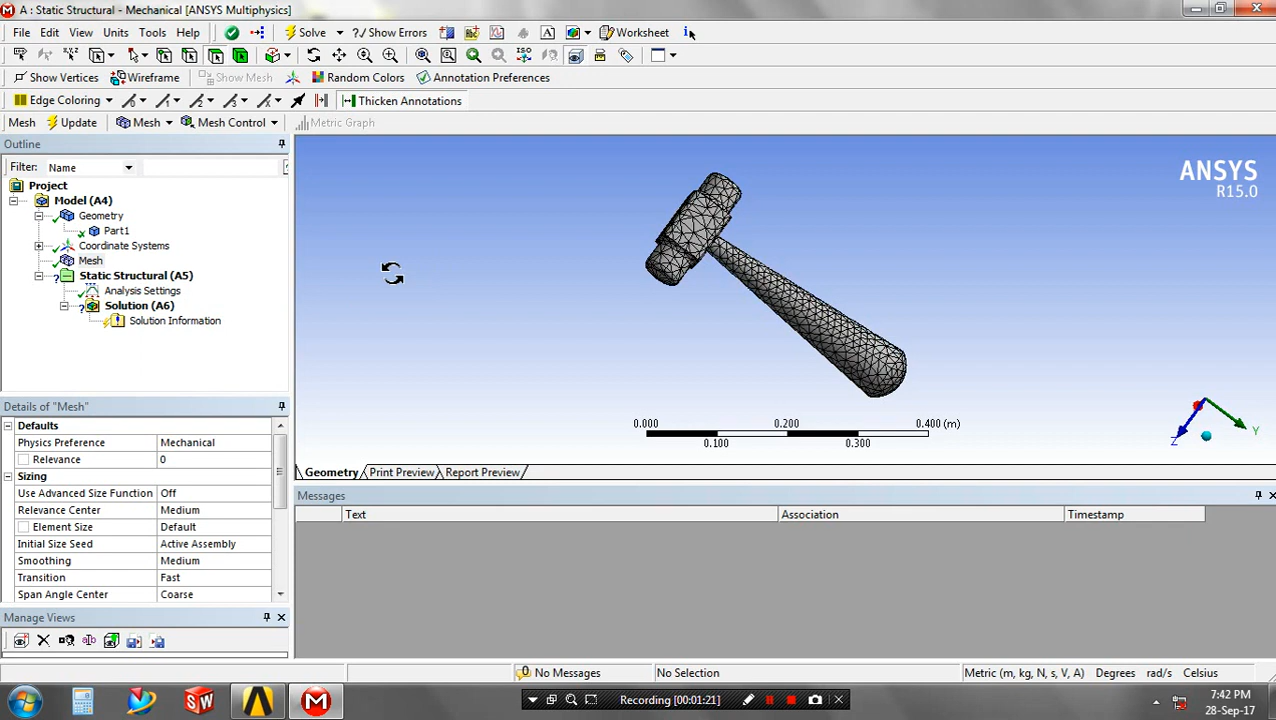 A : Static Structural - Mechanical [ANSYS Multiphysics]
File Edit View Units Tools Help Solve Show Errors Worksheet
Show Vertices Wireframe Show Mesh Random Colors Annotation Preferences
Edge Coloring Thicken Annotations
Mesh Update Mesh Mesh Control Metric Graph
Outline
Filter: Name
Project
Model (A4)
Geometry
Part1
Coordinate Systems
Mesh
Static Structural (A5)
Analysis Settings
Solution (A6)
Solution Information
ANSYS
R15.0
0.000 0.200 0.400 (m)
0.100 0.300
Z Y
Geometry Print Preview Report Preview
Details of "Mesh"
Defaults
Physics Preference Mechanical
Relevance 0
Sizing
Use Advanced Size Function Off
Relevance Center Medium
Element Size Default
Initial Size Seed Active Assembly
Smoothing Medium
Transition Fast
Span Angle Center Coarse
Manage Views
Messages
Text Association Timestamp
0 No Messages No Selection Metric (m, kg, N, s, V, A) Degrees rad/s Celsius
Recording [00:01:21]
7:42 PM
28-Sep-17